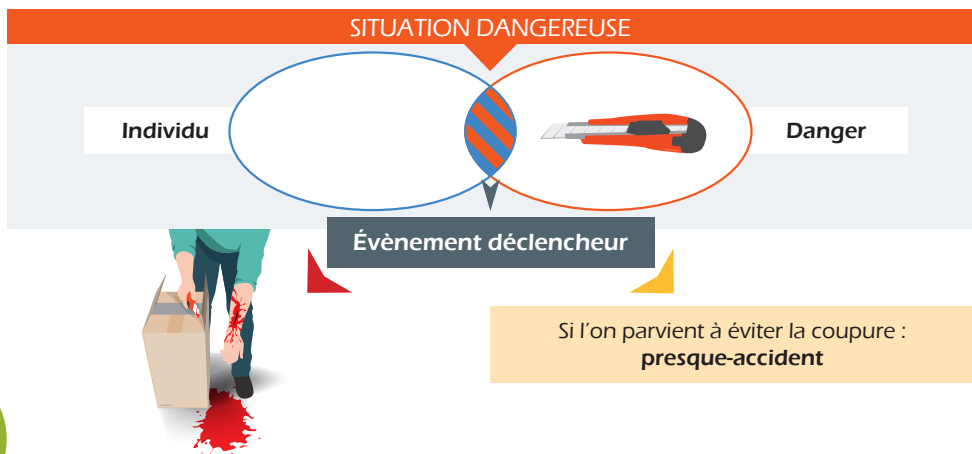 SITUATION DANGEREUSE
Individu
Danger
Évènement déclencheur
Si l'on parvient à éviter la coupure :
presque-accident